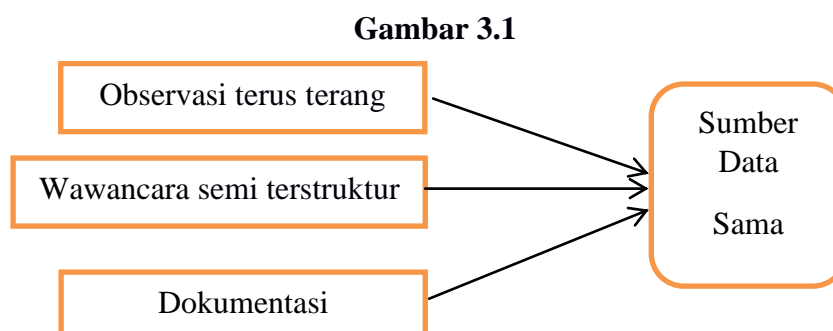 Gambar 3.1
Observasi terus terang
Wawancara semi terstruktur
Dokumentasi
Sumber
Data
Sama